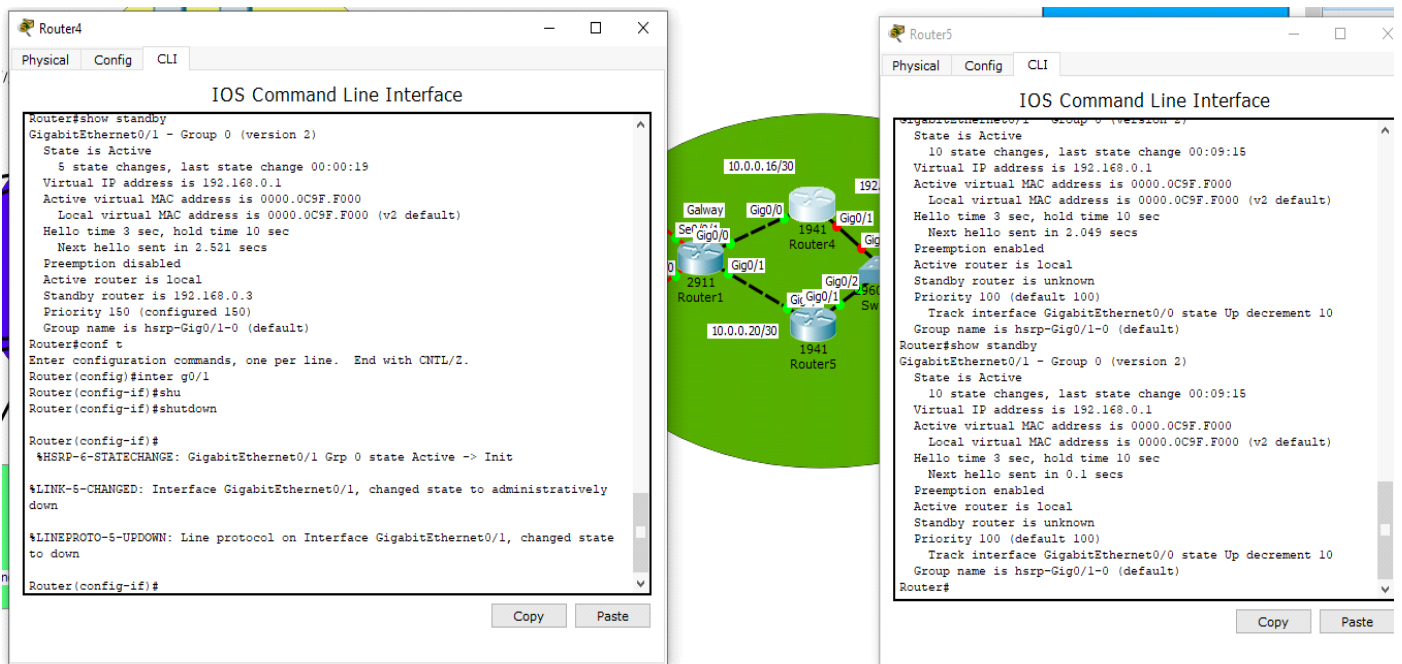 Router4
Physical Config CLI
IOS Command Line Interface
Router#show standby
GigabitEthernet0/1 - Group 0 (version 2)
State is Active
5 state changes, last state change 00:00:19
Virtual IP address is 192.168.0.1
Active virtual MAC address is 0000.0C9F.F000
Local virtual MAC address is 0000.0C9F.F000 (v2 default)
Hello time 3 sec, hold time 10 sec
Next hello sent in 2.521 secs
Preemption disabled
Active router is local
Standby router is 192.168.0.3
Priority 150 (configured 150)
Group name is hsrp-Gig0/1-0 (default)
Router#conf t
Enter configuration commands, one per line. End with CNTL/Z.
Router(config)#inter g0/1
Router(config-if)#shu
Router(config-if)#shutdown
Router(config-if)#
%HSRP-6-STATECHANGE: GigabitEthernet0/1 Grp 0 state Active -> Init
%LINK-5-CHANGED: Interface GigabitEthernet0/1, changed state to administratively
down
%LINEPROTO-5-UPDOWN: Line protocol on Interface GigabitEthernet0/1, changed state
to down
Router(config-if)#
Copy Paste
10.0.0.16/30
192.
Galway
Gig0/0
Gig0/1
Gig0/0
1941
Router4
Gig
Gig0/1
2911
Router1
Gig0/2
Gig0/1
Sw
10.0.0.20/30
1941
Router5
Router5
Physical Config CLI
IOS Command Line Interface
GigabitEthernet0/1 - Group 0 (version 2)
State is Active
10 state changes, last state change 00:09:15
Virtual IP address is 192.168.0.1
Active virtual MAC address is 0000.0C9F.F000
Local virtual MAC address is 0000.0C9F.F000 (v2 default)
Hello time 3 sec, hold time 10 sec
Next hello sent in 2.049 secs
Preemption enabled
Active router is local
Standby router is unknown
Priority 100 (default 100)
Track interface GigabitEthernet0/0 state Up decrement 10
Group name is hsrp-Gig0/1-0 (default)
Router#show standby
GigabitEthernet0/1 - Group 0 (version 2)
State is Active
10 state changes, last state change 00:09:15
Virtual IP address is 192.168.0.1
Active virtual MAC address is 0000.0C9F.F000
Local virtual MAC address is 0000.0C9F.F000 (v2 default)
Hello time 3 sec, hold time 10 sec
Next hello sent in 0.1 secs
Preemption enabled
Active router is local
Standby router is unknown
Priority 100 (default 100)
Track interface GigabitEthernet0/0 state Up decrement 10
Group name is hsrp-Gig0/1-0 (default)
Router#
Copy Paste